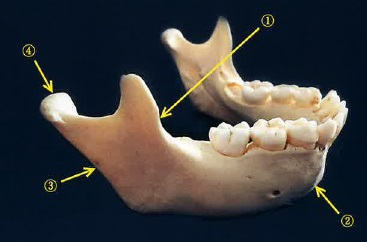 ①
④
③
②